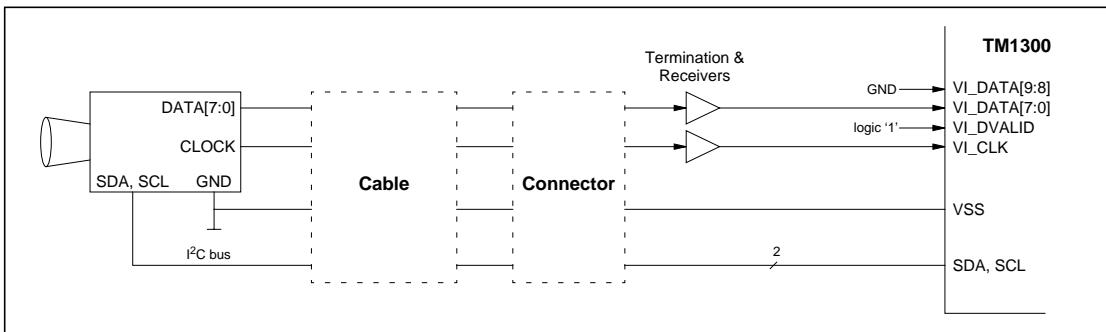 TM1300
Termination &
Receivers
GND
VI_DATA[9:8]
DATA[7:0]
VI_DATA[7:0]
logic ‘1’
VI_DVALID
CLOCK
VI_CLK
Cable
Connector
SDA, SCL
GND
VSS
I²C bus
2
SDA, SCL